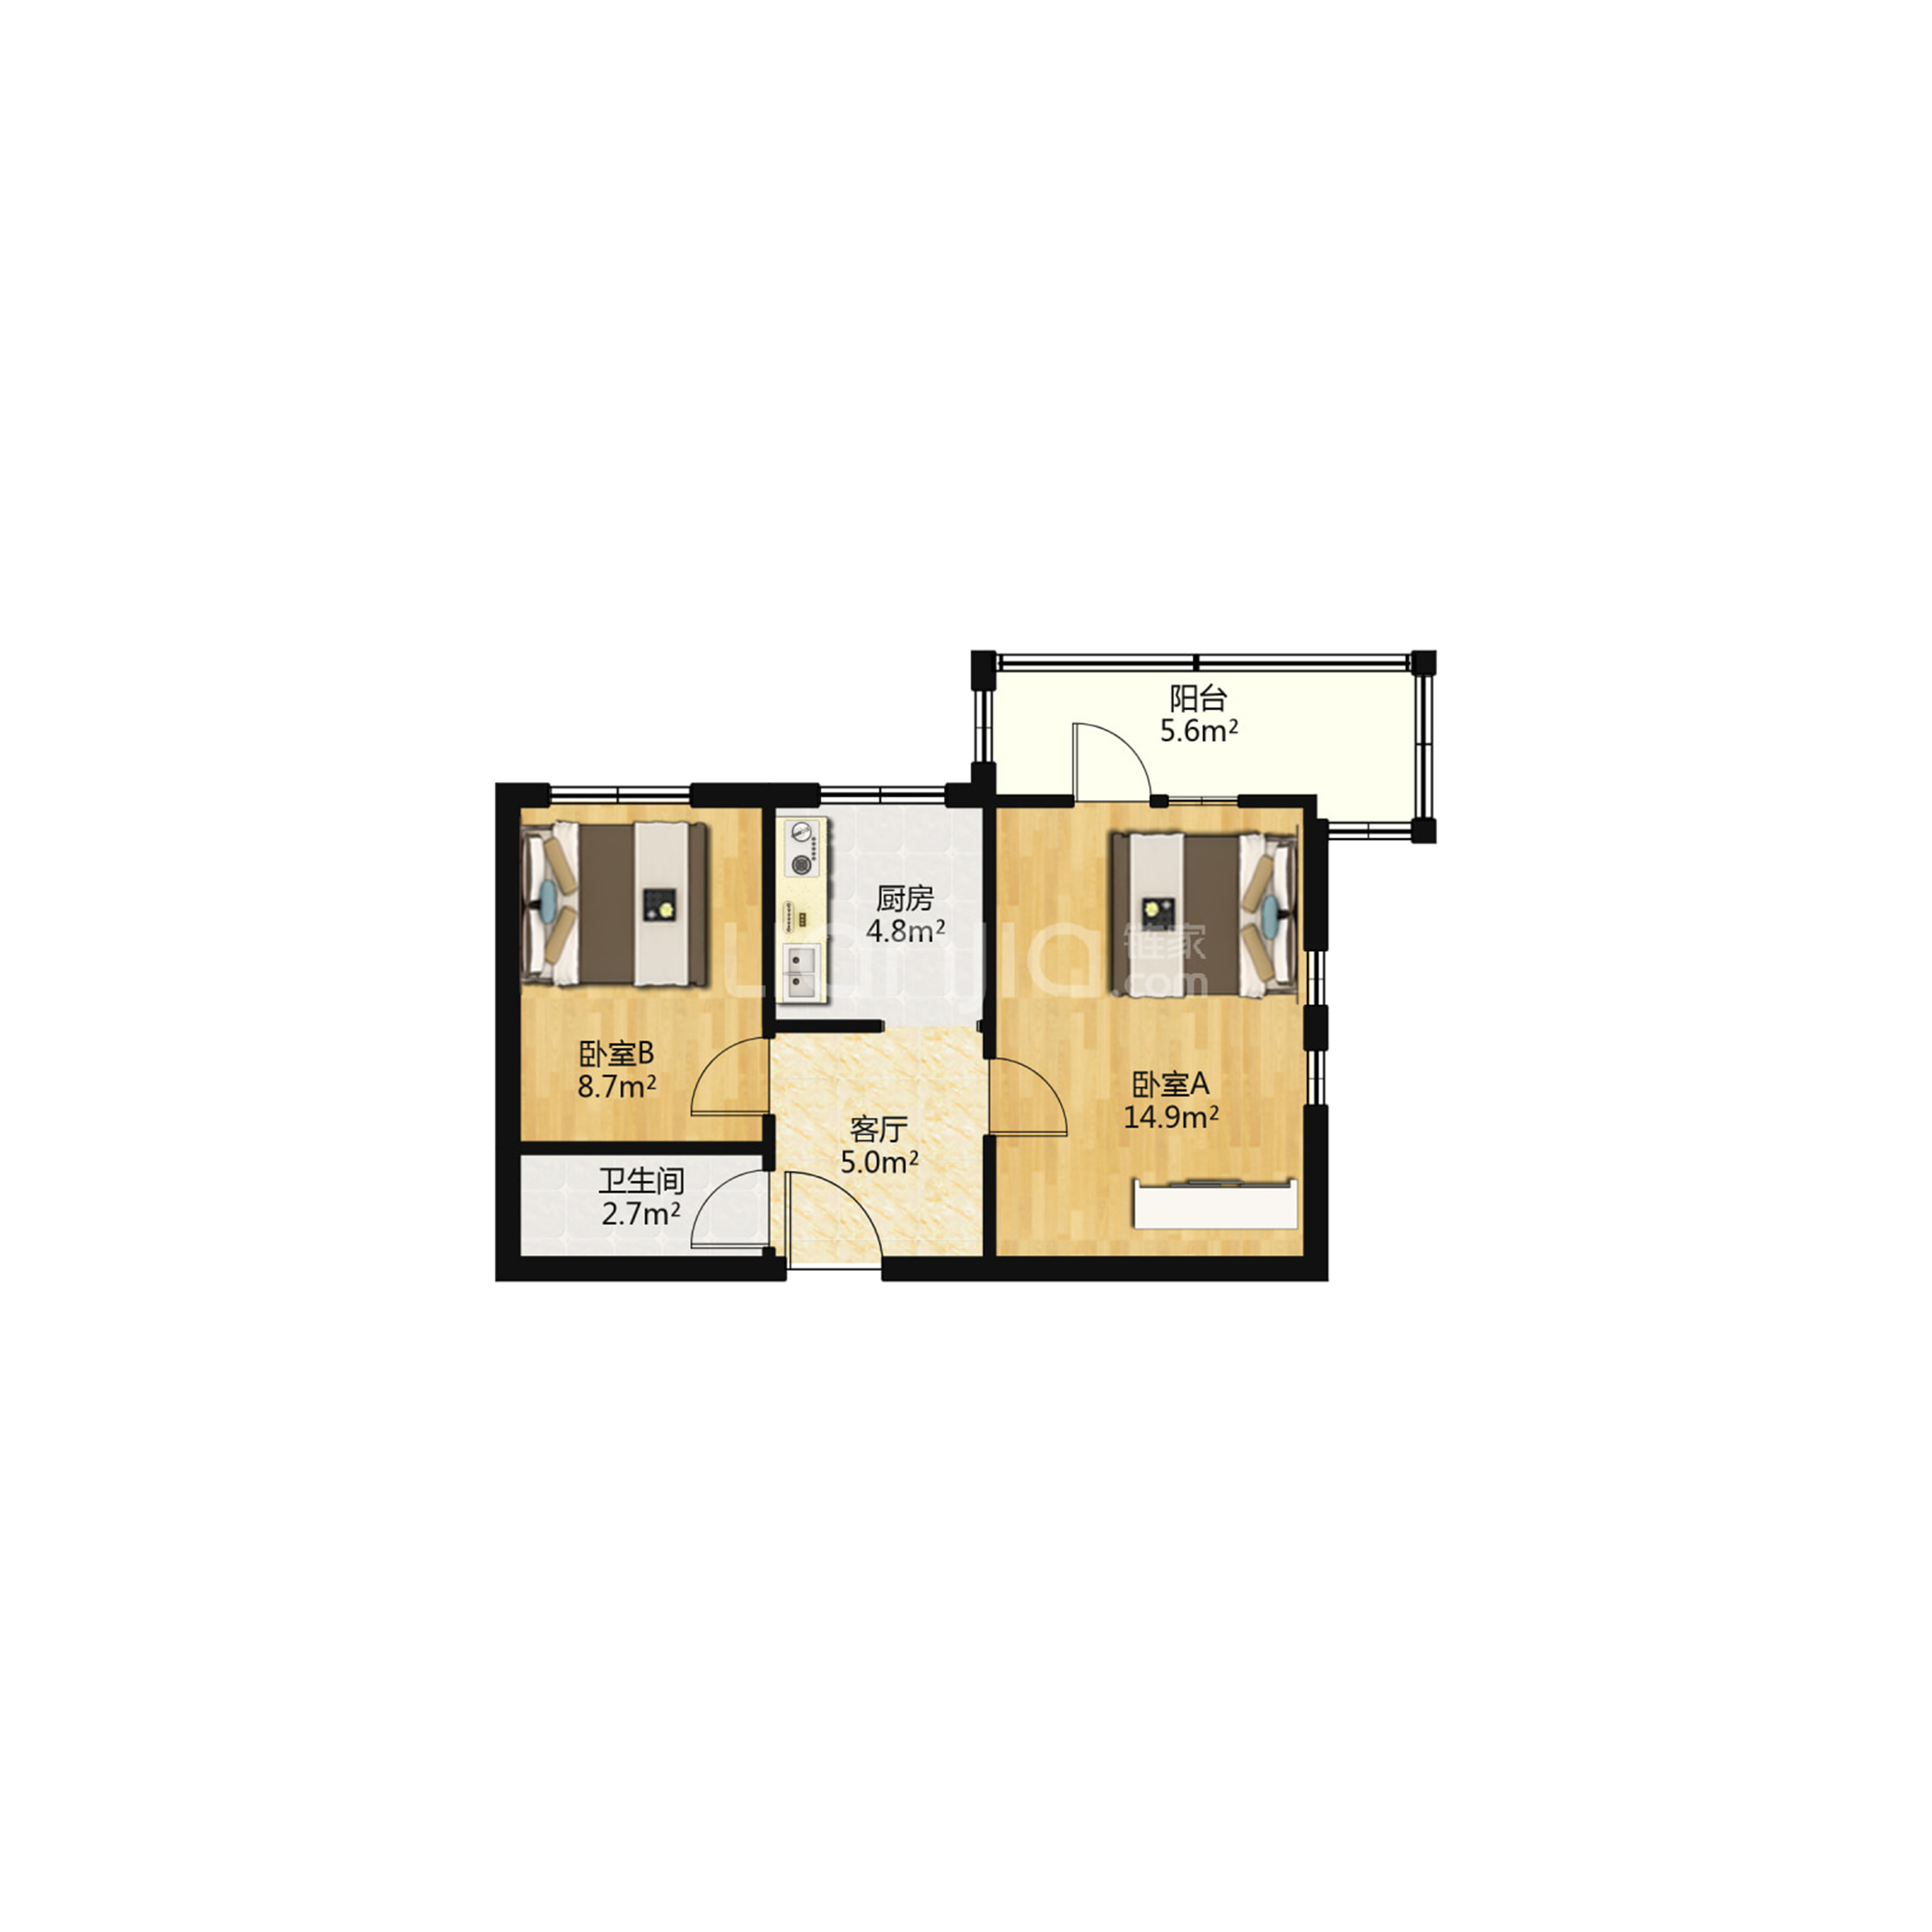 阳台
5.6m²
厨房
4.8m²
Lianjia 链家
.com
卧室B
8.7m²
卧室A
14.9m²
客厅
5.0m²
卫生间
2.7m²